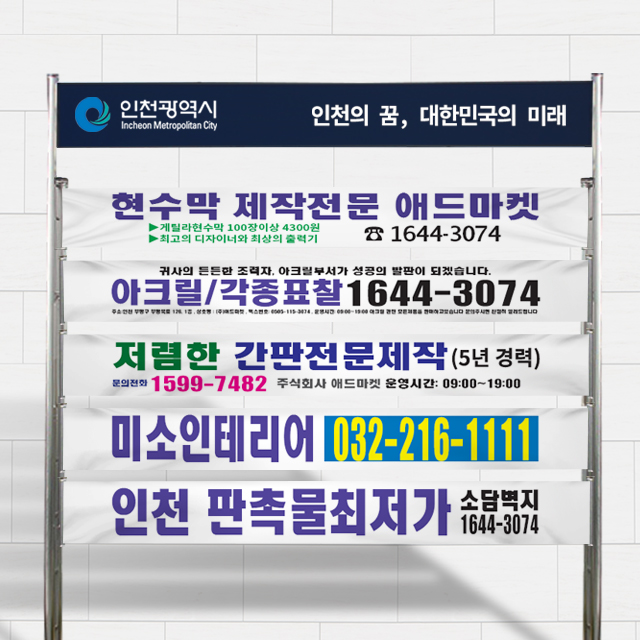 인천광역시
Incheon Metropolitan City
인천의 꿈, 대한민국의 미래
현수막 제작전문 애드마켓
▶게릴라현수막 100장이상 4300원
▶최고의 디자이너와 최상의 출력기
☎ 1644-3074
귀사의 든든한 조력자, 아크릴부서가 성공의 발판이 되겠습니다.
아크릴/각종표찰 1644-3074
저렴한 간판전문제작 (5년 경력)
문의전화 1599-7482 주식회사 애드마켓 운영시간: 09:00~19:00
미소인테리어 032-216-1111
인천 판촉물최저가
소담벽지
1644-3074